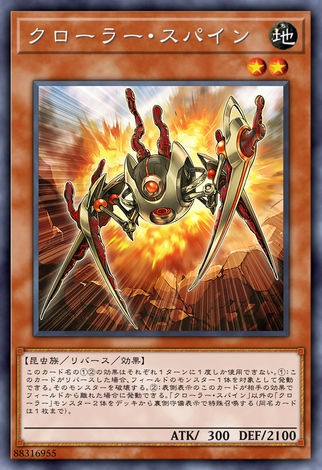 クローラー・スパイン
地
ち
【昆虫族／リバース／効果】
このカード名の①②の効果はそれぞれ１ターンに１度しか使用できない。①：こ
のカードがリバースした場合、フィールドのモンスター１体を対象として発動
できる。そのモンスターを破壊する。②：表側表示のこのカードが相手の効果で
フィールドから離れた場合に発動できる。「クローラー・スパイン」以外の「クロ
ーラー」モンスター２体をデッキから裏側守備表示で特殊召喚する（同名カード
は１枚まで）。
ATK/ 300 DEF/2100
88316955